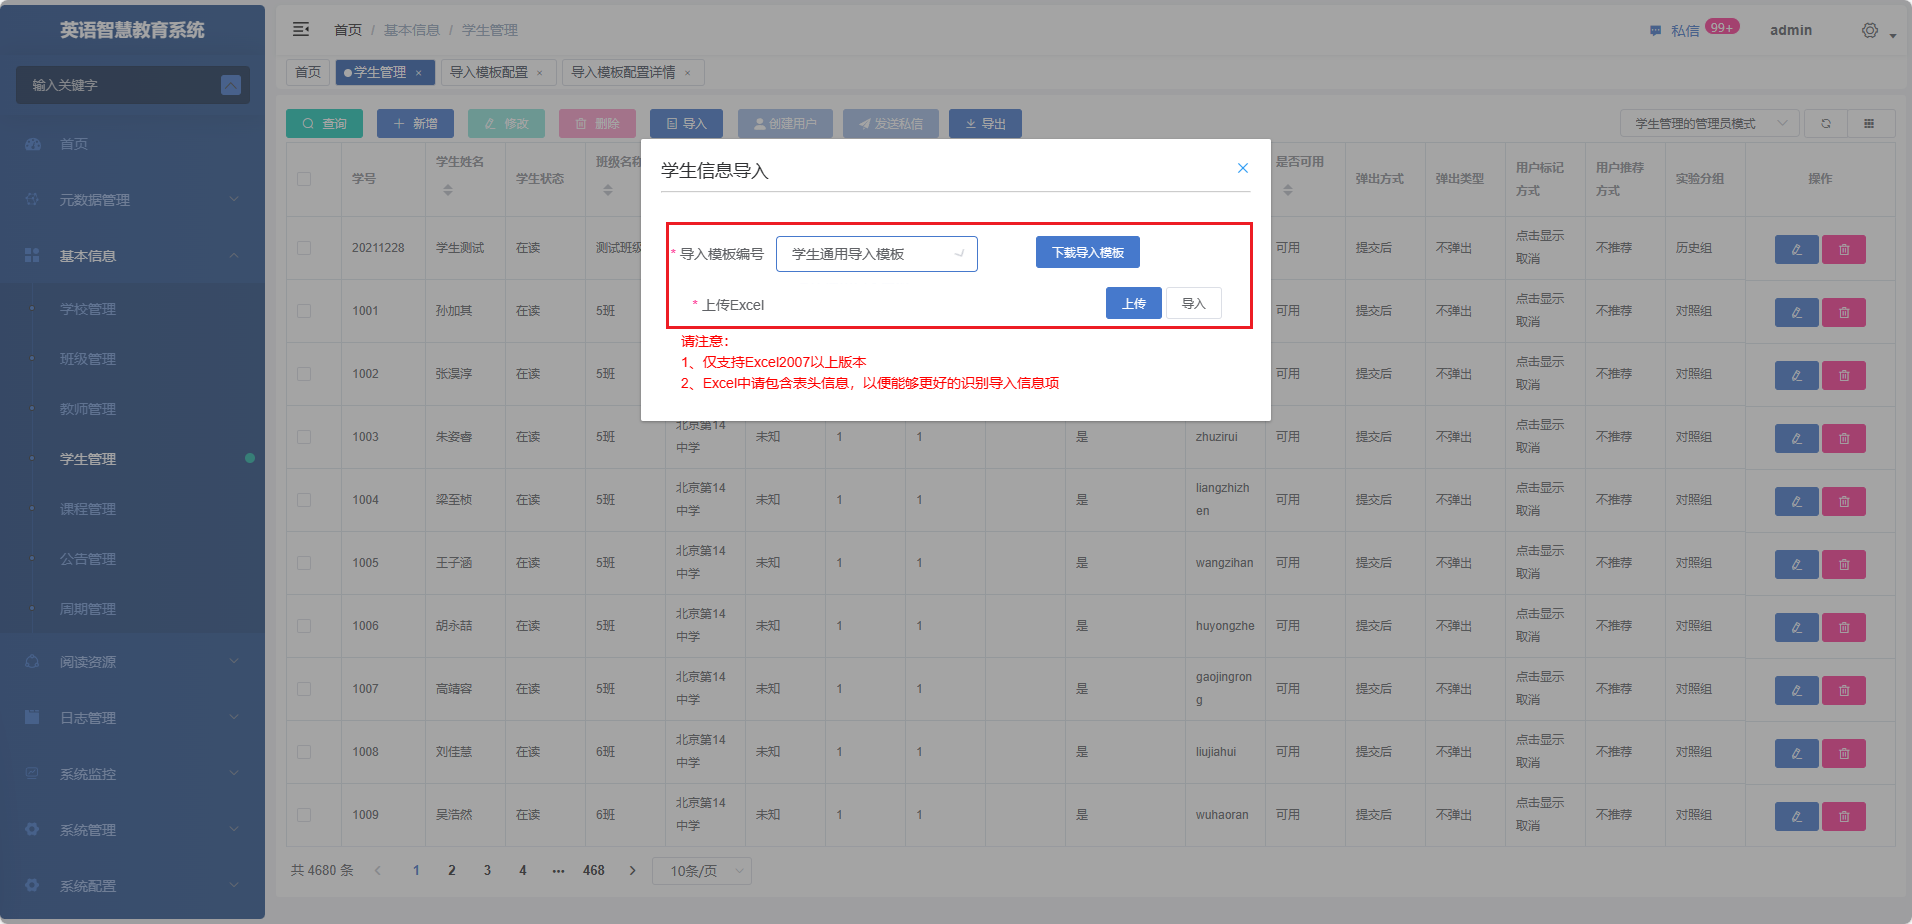 英语智慧教育系统
输入关键字
首页
元数据管理
基本信息
学校管理
班级管理
教师管理
学生管理
课程管理
公告管理
周期管理
阅读资源
日志管理
系统监控
系统管理
系统配置
首页 / 基本信息 / 学生管理
私信 99+ admin
首页 学生管理 × 导入模板配置 × 导入模板配置详情 ×
查询 新增 修改 删除 导入 创建用户 发送私信 导出 学生管理的管理员模式
学生信息导入
* 导入模板编号 学生通用导入模板 下载导入模板
* 上传Excel 上传 导入
请注意：
1、仅支持Excel2007以上版本
2、Excel中请包含表头信息，以便能够更好的识别导入信息项
学号 学生姓名 学生状态 班级名称 是否可用 弹出方式 弹出类型 用户标记方式 用户推荐方式 实验分组 操作
20211228 学生测试 在读 测试班级 可用 提交后 不弹出 点击显示取消 不推荐 历史组
1001 孙加其 在读 5班 可用 提交后 不弹出 点击显示取消 不推荐 对照组
1002 张淏淳 在读 5班 可用 提交后 不弹出 点击显示取消 不推荐 对照组
1003 朱姿睿 在读 5班 北京第14中学 未知 1 1 是 zhuzirui 可用 提交后 不弹出 点击显示取消 不推荐 对照组
1004 梁至桢 在读 5班 北京第14中学 未知 1 1 是 liangzhizhen 可用 提交后 不弹出 点击显示取消 不推荐 对照组
1005 王子涵 在读 5班 北京第14中学 未知 1 1 是 wangzihan 可用 提交后 不弹出 点击显示取消 不推荐 对照组
1006 胡永喆 在读 5班 北京第14中学 未知 1 1 是 huyongzhe 可用 提交后 不弹出 点击显示取消 不推荐 对照组
1007 高靖容 在读 5班 北京第14中学 未知 1 1 是 gaojingrong 可用 提交后 不弹出 点击显示取消 不推荐 对照组
1008 刘佳慧 在读 6班 北京第14中学 未知 1 1 是 liujiahui 可用 提交后 不弹出 点击显示取消 不推荐 对照组
1009 吴浩然 在读 6班 北京第14中学 未知 1 1 是 wuhaoran 可用 提交后 不弹出 点击显示取消 不推荐 对照组
共 4680 条 1 2 3 4 ••• 468 10条/页